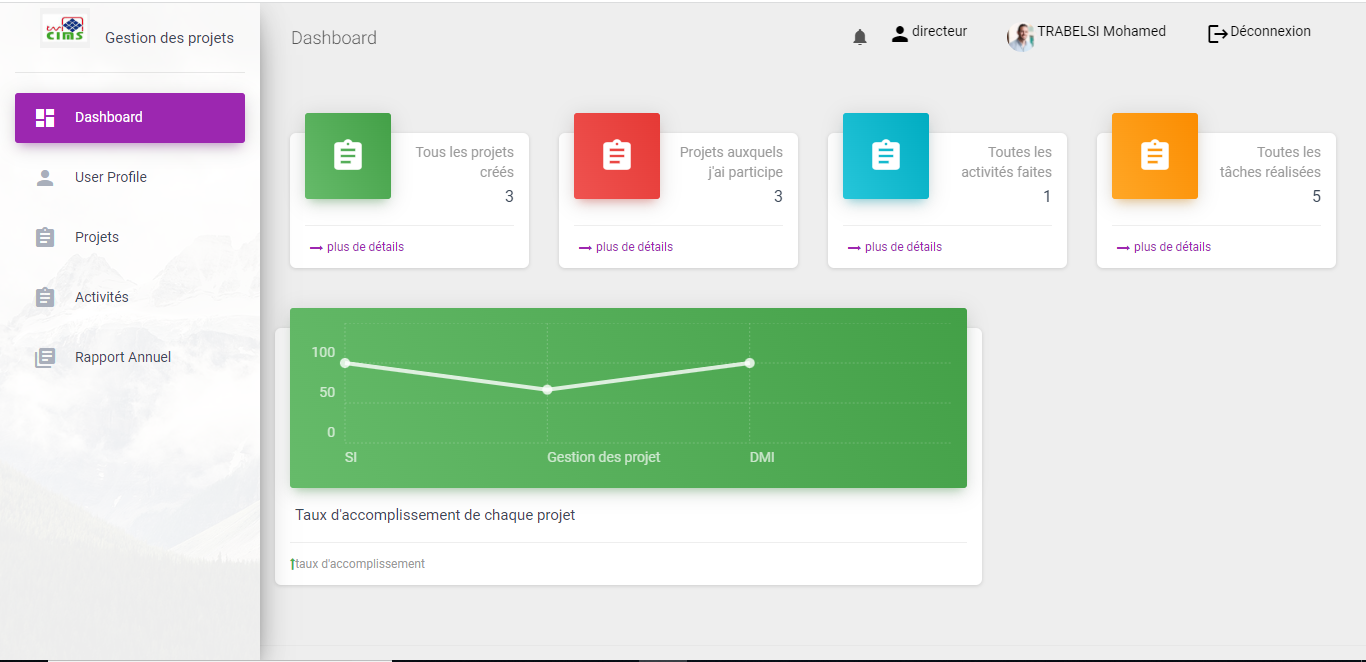 CIMS
Gestion des projets
Dashboard
User Profile
Projets
Activités
Rapport Annuel
Dashboard
directeur
TRABELSI Mohamed
Déconnexion
Tous les projets
créés
3
plus de détails
Projets auxquels
j'ai participe
3
plus de détails
Toutes les
activités faites
1
plus de détails
Toutes les
tâches réalisées
5
plus de détails
100
50
0
SI
Gestion des projet
DMI
Taux d'accomplissement de chaque projet
taux d'accomplissement